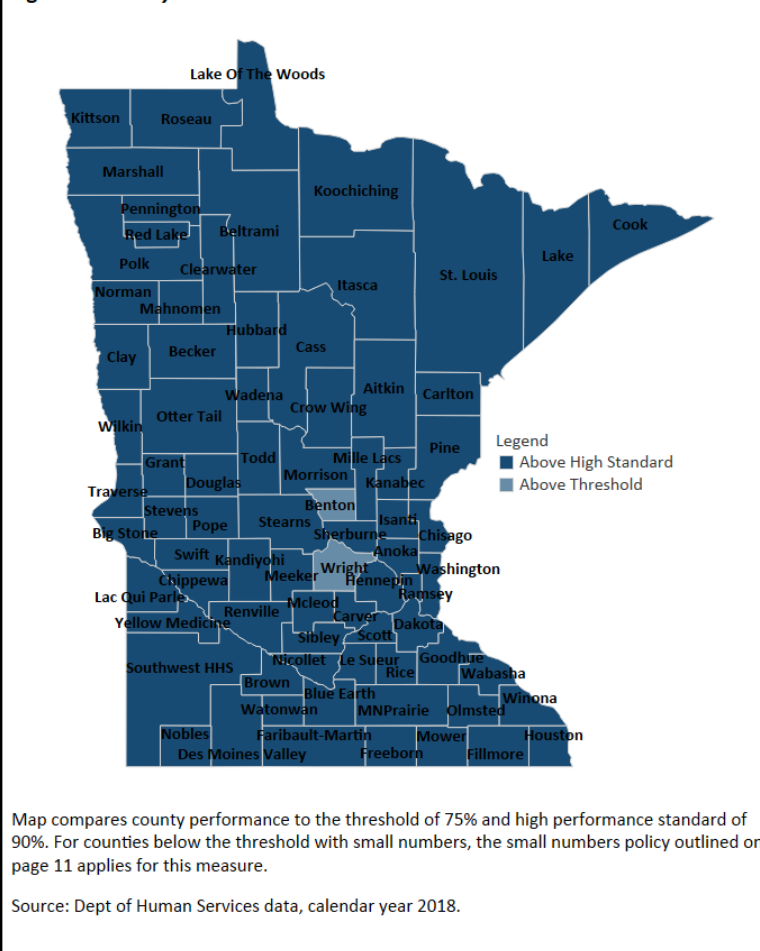 Lake Of The Woods
Kittson
Roseau
Marshall
Koochiching
Pennington
Cook
Red Lake
Beltrami
Lake
Polk
Clearwater
St. Louis
Itasca
Norman
Mahnomen
Hubbard
Cass
Becker
Clay
Aitkin
Carlton
Wadena
Crow Wing
Otter Tail
Wilkin
Pine
Legend
Above High Standard
Above Threshold
Todd
Mille Lacs
Grant
Morrison
Douglas
Kanabec
Traverse
Benton
Stevens
Isanti
Stearns
Pope
Big Stone
Sherburne
Chisago
Anoka
Swift
Kandiyohi
Wright
Washington
Meeker
Hennepin
Chippewa
Ramsey
Lac Qui Parle
Mcleod
Renville
Carver
Yellow Medicine
Dakota
Scott
Sibley
Goodhue
Nicollet
Le Sueur
Southwest HHS
Rice
Wabasha
Brown
Blue Earth
Winona
Watonwan
MNPrairie
Olmsted
Nobles
Faribault-Martin
Mower
Houston
Des Moines Valley
Freeborn
Fillmore
Map compares county performance to the threshold of 75% and high performance standard of
90%. For counties below the threshold with small numbers, the small numbers policy outlined on
page 11 applies for this measure.
Source: Dept of Human Services data, calendar year 2018.